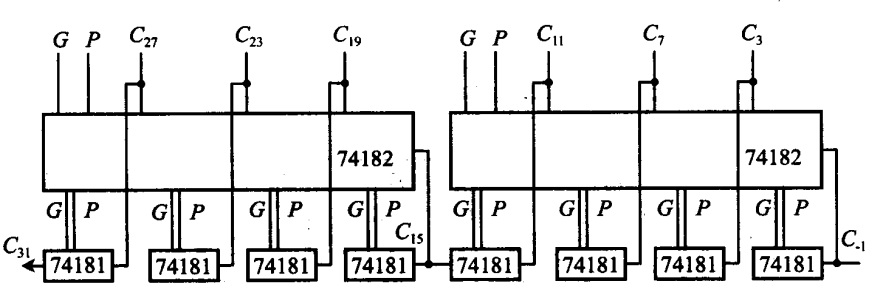 G P C27 C23 C19 G P C11 C7 C3
74182 74182
G P G P G P G P G P G P G P G P
C31 C15 C-1
74181 74181 74181 74181 74181 74181 74181 74181